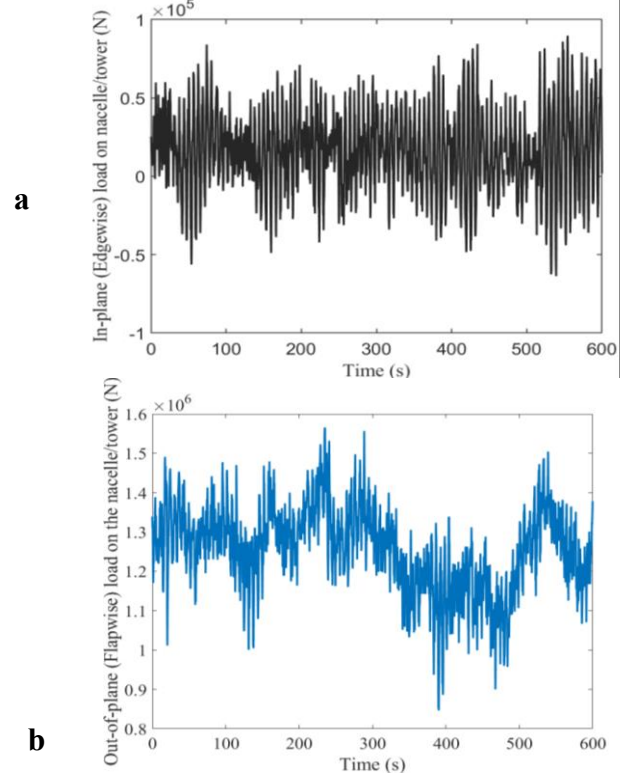 a
In-plane (Edgewise) load on nacelle/tower (N)
×10⁵
1
0.5
0
-0.5
-1
0 100 200 300 400 500 600
Time (s)
b
Out-of-plane (Flapwise) load on the nacelle/tower (N)
×10⁶
1.6
1.5
1.4
1.3
1.2
1.1
1
0.9
0.8
0 100 200 300 400 500 600
Time (s)